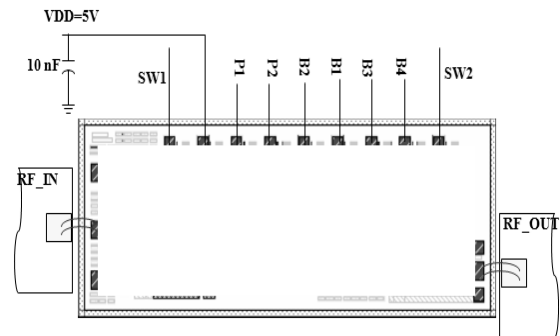 VDD=5V
10 nF
SW1
P1
P2
B2
B1
B3
B4
SW2
RF_IN
RF_OUT